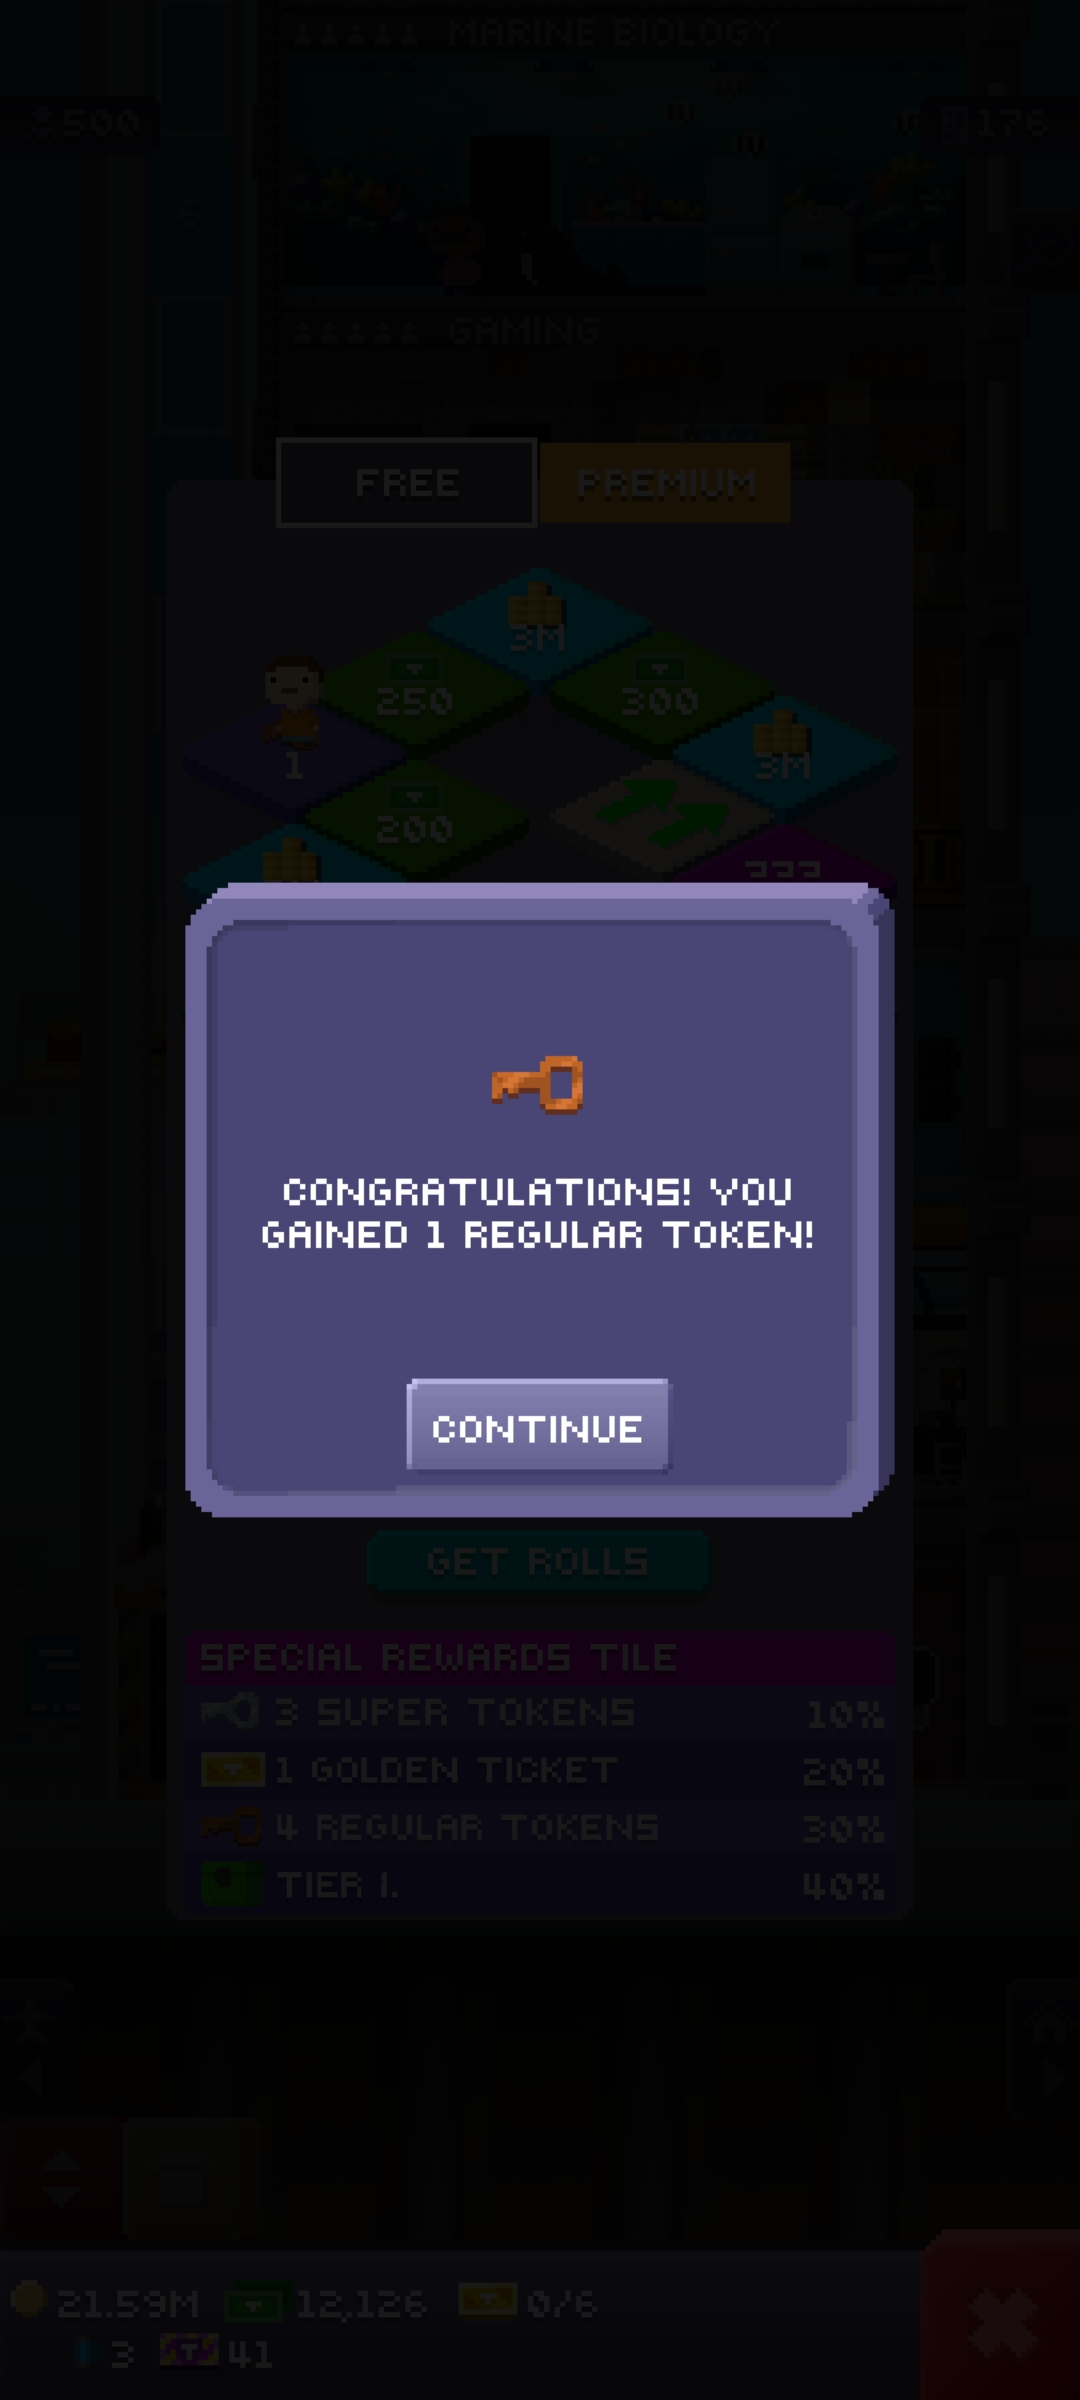 MARINE BIOLOGY
500
176
6
GAMING
FREE
PREMIUM
3M
250
300
1
3M
200
???
CONGRATULATIONS! YOU
GAINED 1 REGULAR TOKEN!
CONTINUE
GET ROLLS
SPECIAL REWARDS TILE
3 SUPER TOKENS 10%
1 GOLDEN TICKET 20%
4 REGULAR TOKENS 30%
TIER 1. 40%
21.59M 12,126 0/6
3 41